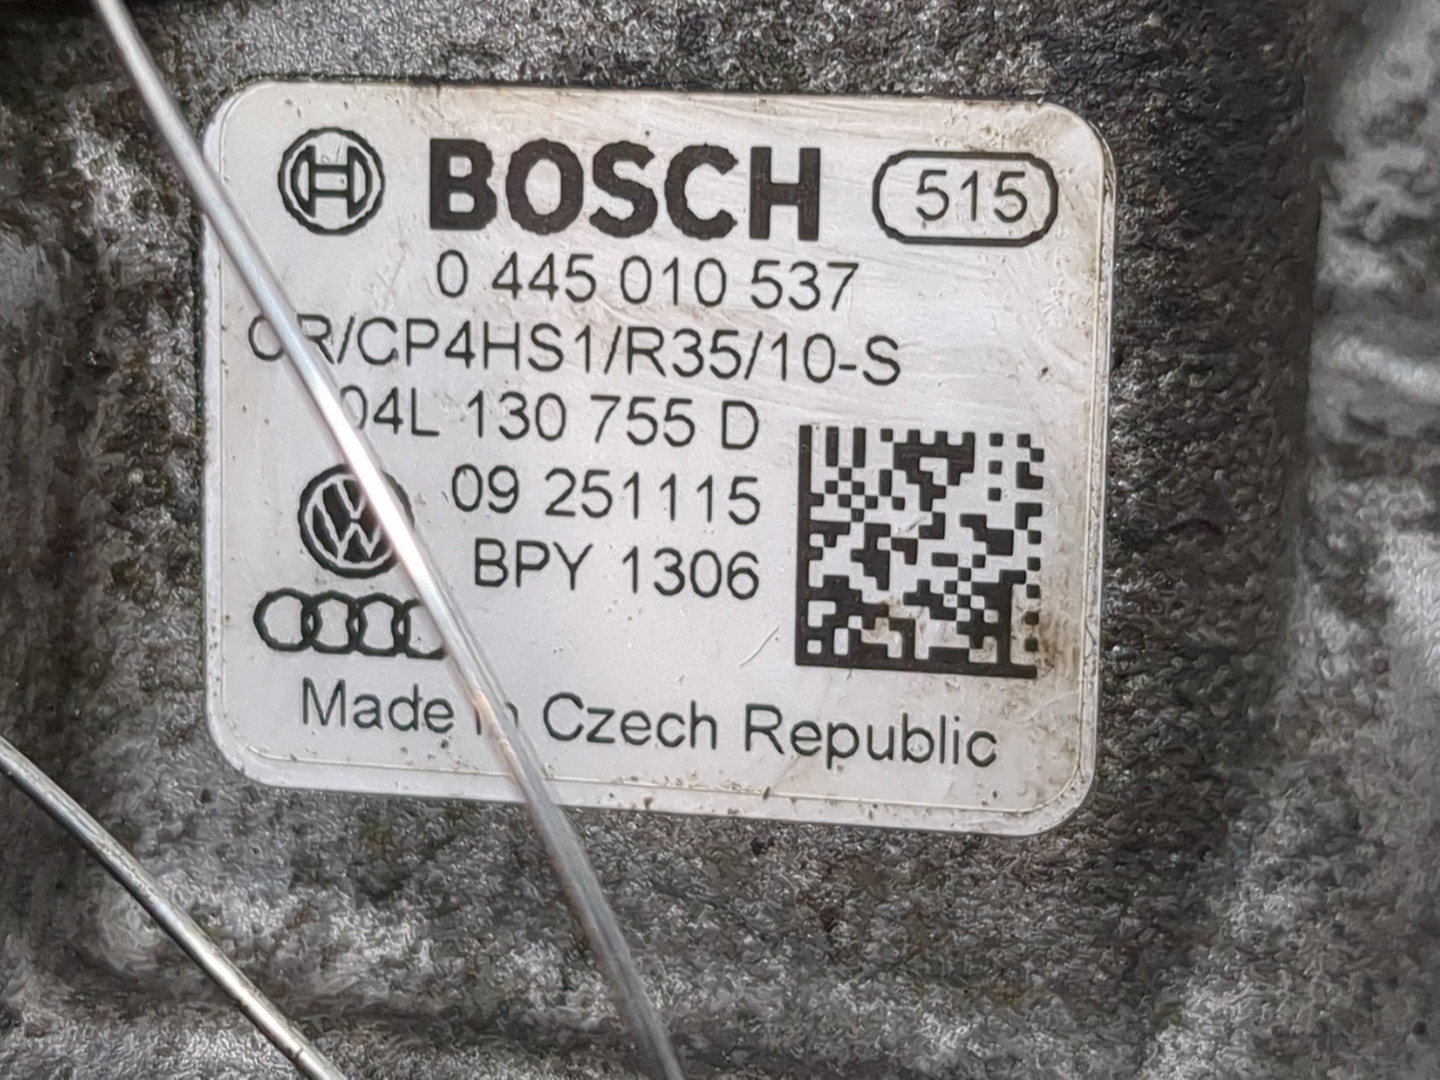 BOSCH 515
0 445 010 537
CR/CP4HS1/R35/10-S
04L 130 755 D
09 251115
BPY 1306
Made in Czech Republic